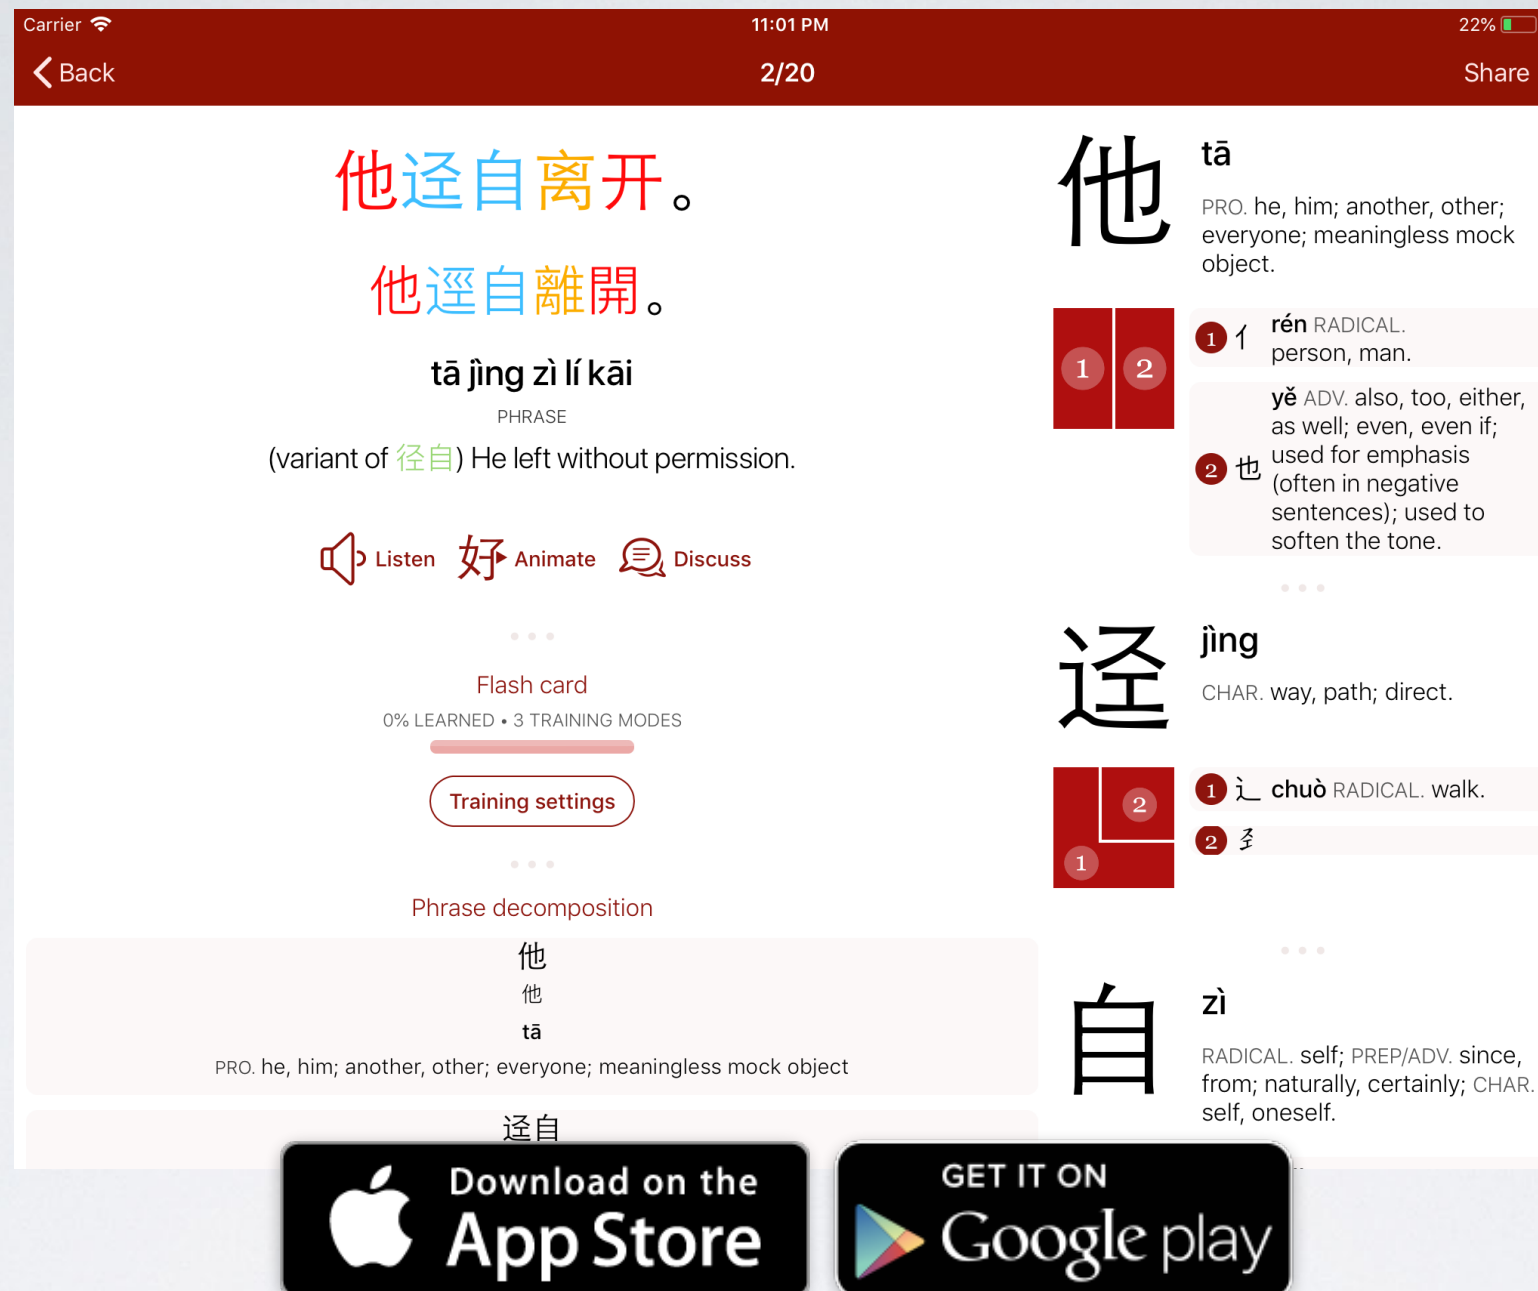 Carrier
11:01 PM
22%
Back
2/20
Share
他迳自离开。
他逕自離開。
tā jìng zì lí kāi
PHRASE
(variant of 径自) He left without permission.
Listen
好
Animate
Discuss
Flash card
0% LEARNED • 3 TRAINING MODES
Training settings
Phrase decomposition
他
他
tā
PRO. he, him; another, other; everyone; meaningless mock object
迳自
他
tā
PRO. he, him; another, other;
everyone; meaningless mock
object.
1
2
1 亻 rén RADICAL.
person, man.
2 也 yě ADV. also, too, either,
as well; even, even if;
used for emphasis
(often in negative
sentences); used to
soften the tone.
迳
jìng
CHAR. way, path; direct.
2
1
1 辶 chuò RADICAL. walk.
2 𢀖
自
zì
RADICAL. self; PREP/ADV. since,
from; naturally, certainly; CHAR.
self, oneself.
Download on the
App Store
GET IT ON
Google play